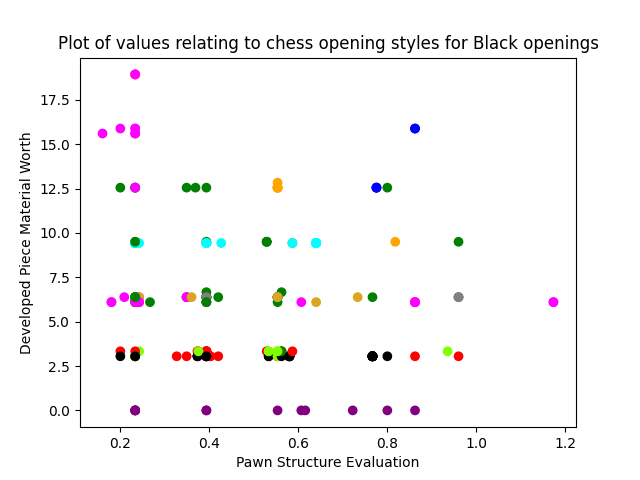 Plot of values relating to chess opening styles for Black openings
Developed Piece Material Worth
17.5
15.0
12.5
10.0
7.5
5.0
2.5
0.0
0.2 0.4 0.6 0.8 1.0 1.2
Pawn Structure Evaluation